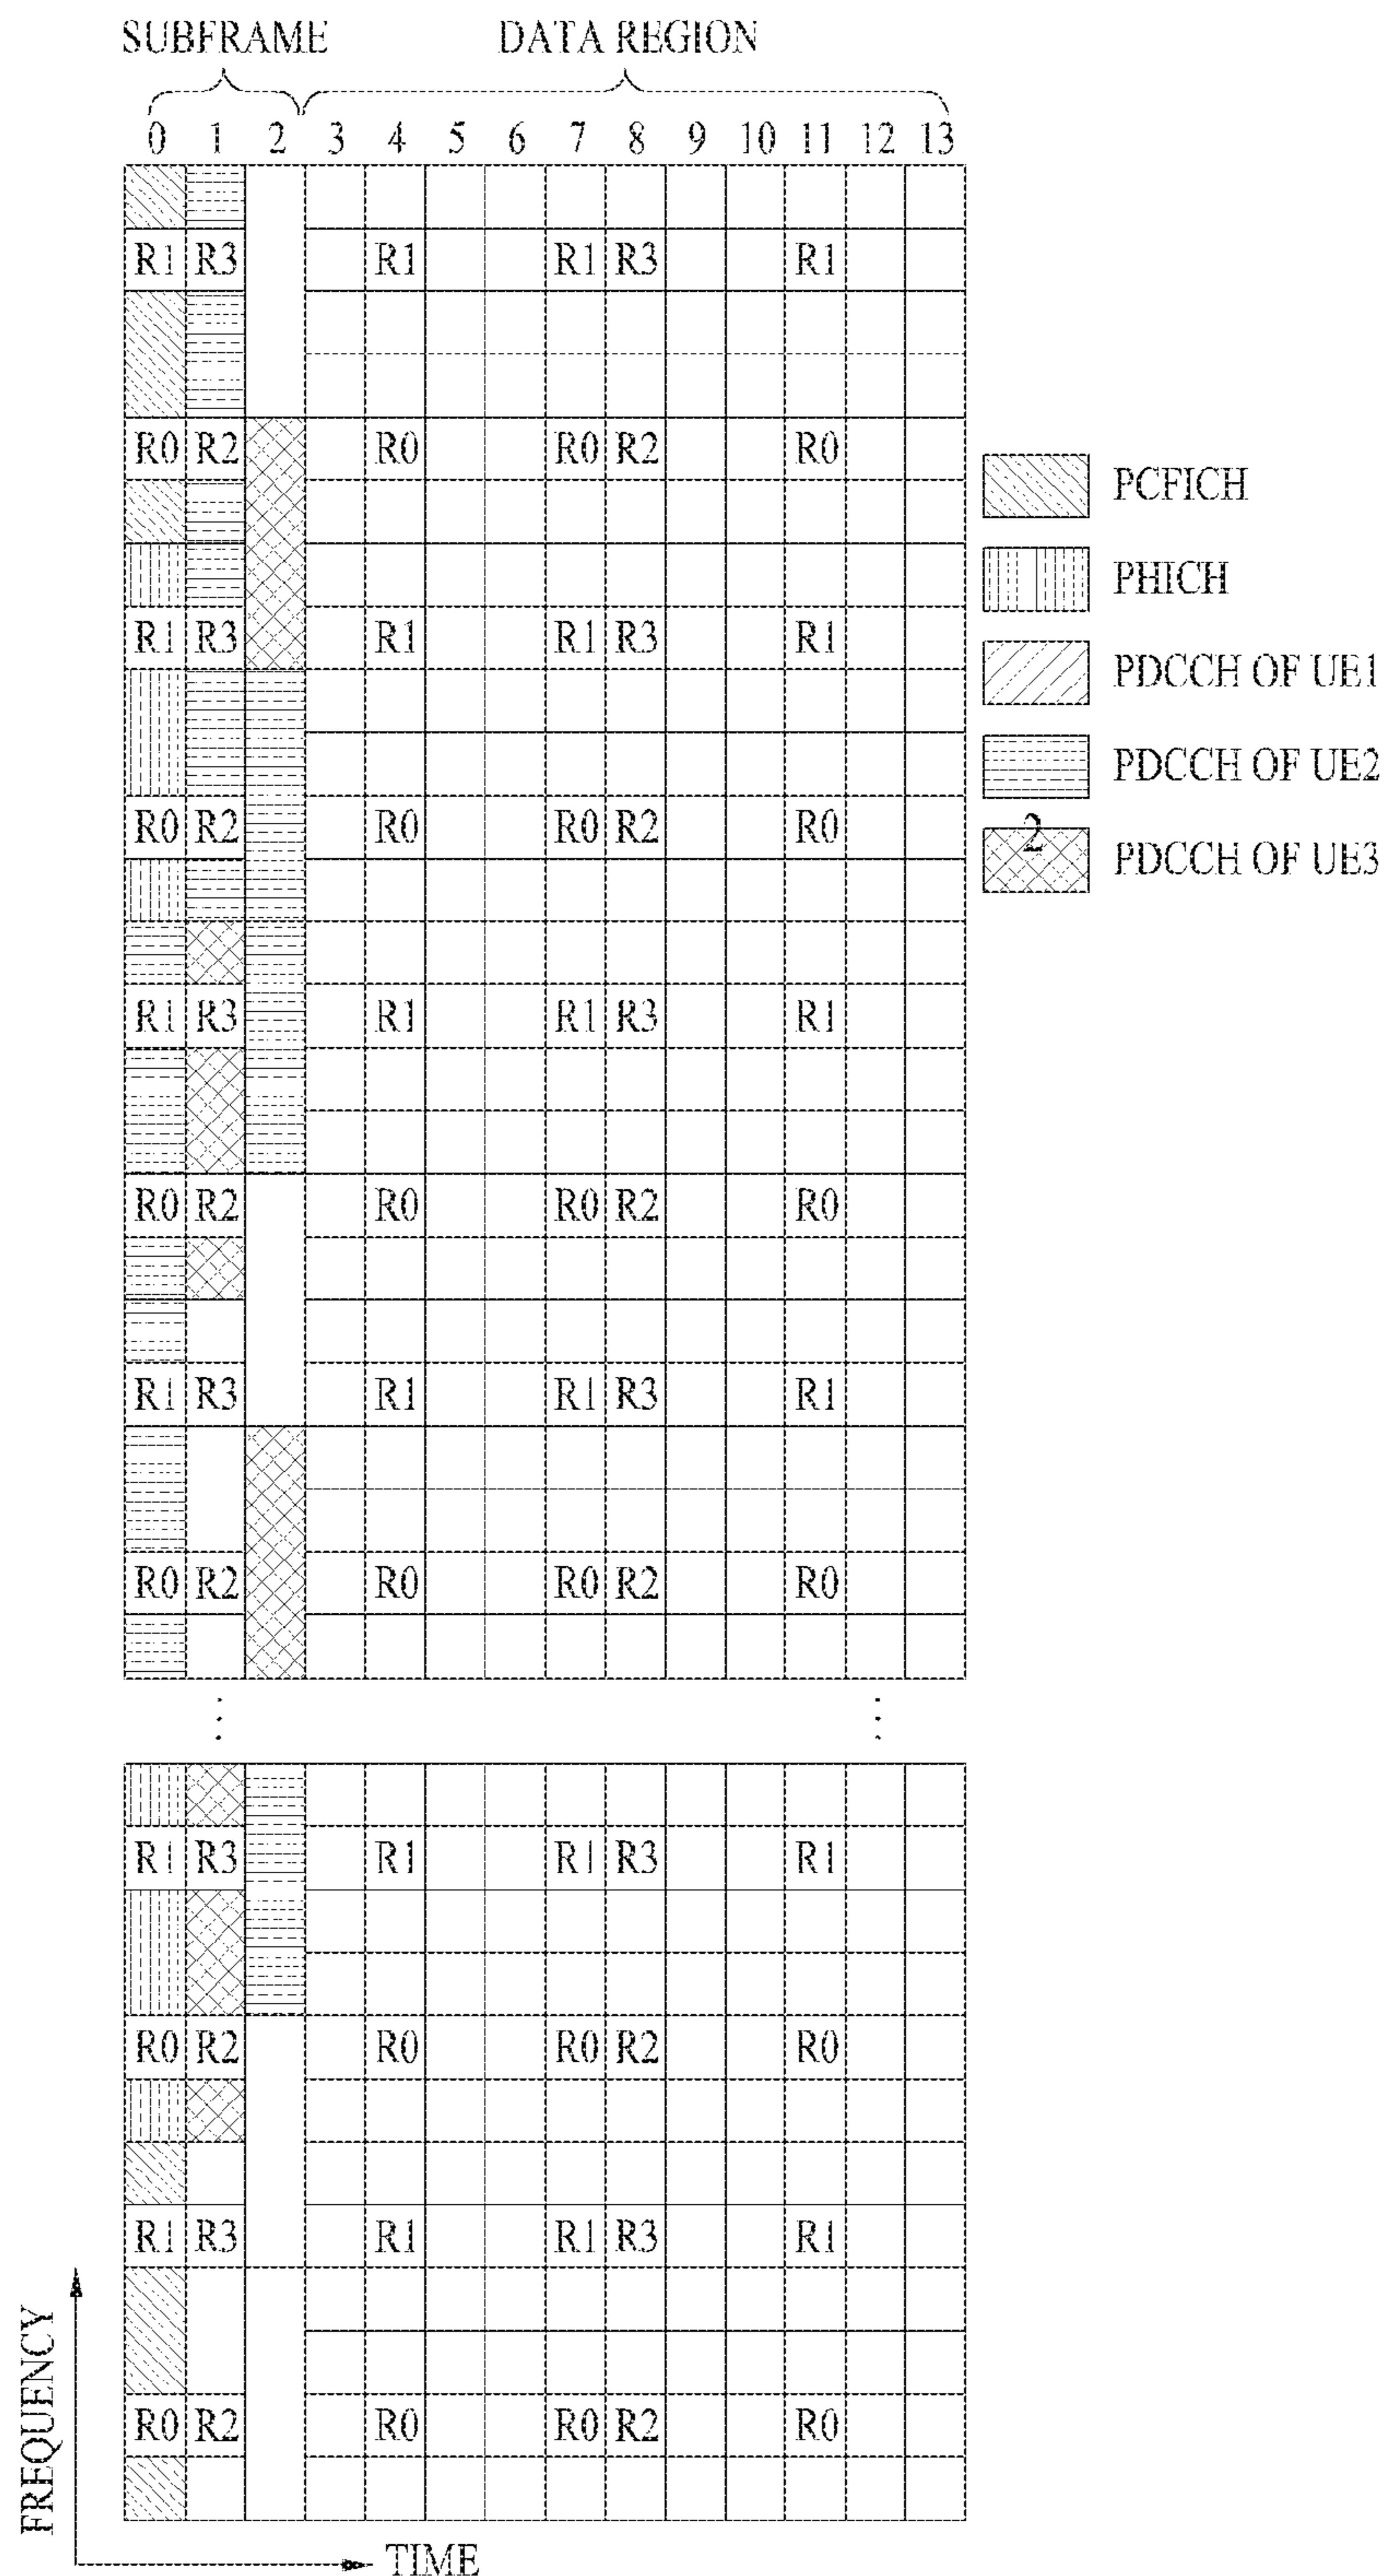 SUBFRAME DATA REGION
0 1 2 3 4 5 6 7 8 9 10 11 12 13
R1 R3 R1 R1 R3 R1
R0 R2 R0 R0 R2 R0
PCFICH
PHICH
R1 R3 R1 R1 R3 R1
PDCCH OF UE1
PDCCH OF UE2
R0 R2 R0 R0 R2 R0
2
PDCCH OF UE3
R1 R3 R1 R1 R3 R1
R0 R2 R0 R0 R2 R0
R1 R3 R1 R1 R3 R1
R0 R2 R0 R0 R2 R0
R1 R3 R1 R1 R3 R1
R0 R2 R0 R0 R2 R0
R1 R3 R1 R1 R3 R1
R0 R2 R0 R0 R2 R0
FREQUENCY
TIME